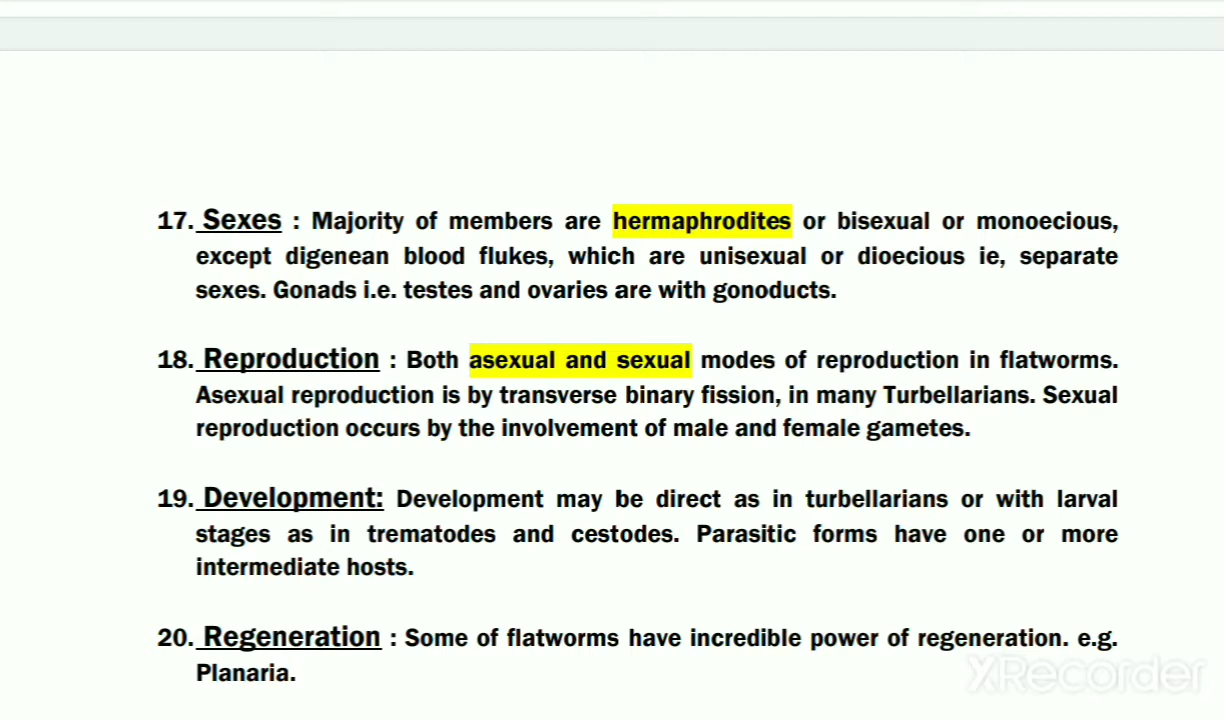 17. Sexes : Majority of members are hermaphrodites or bisexual or monoecious,
except digenean blood flukes, which are unisexual or dioecious ie, separate
sexes. Gonads i.e. testes and ovaries are with gonoducts.
18. Reproduction : Both asexual and sexual modes of reproduction in flatworms.
Asexual reproduction is by transverse binary fission, in many Turbellarians. Sexual
reproduction occurs by the involvement of male and female gametes.
19. Development: Development may be direct as in turbellarians or with larval
stages as in trematodes and cestodes. Parasitic forms have one or more
intermediate hosts.
20. Regeneration : Some of flatworms have incredible power of regeneration. e.g.
Planaria.
XRecorder